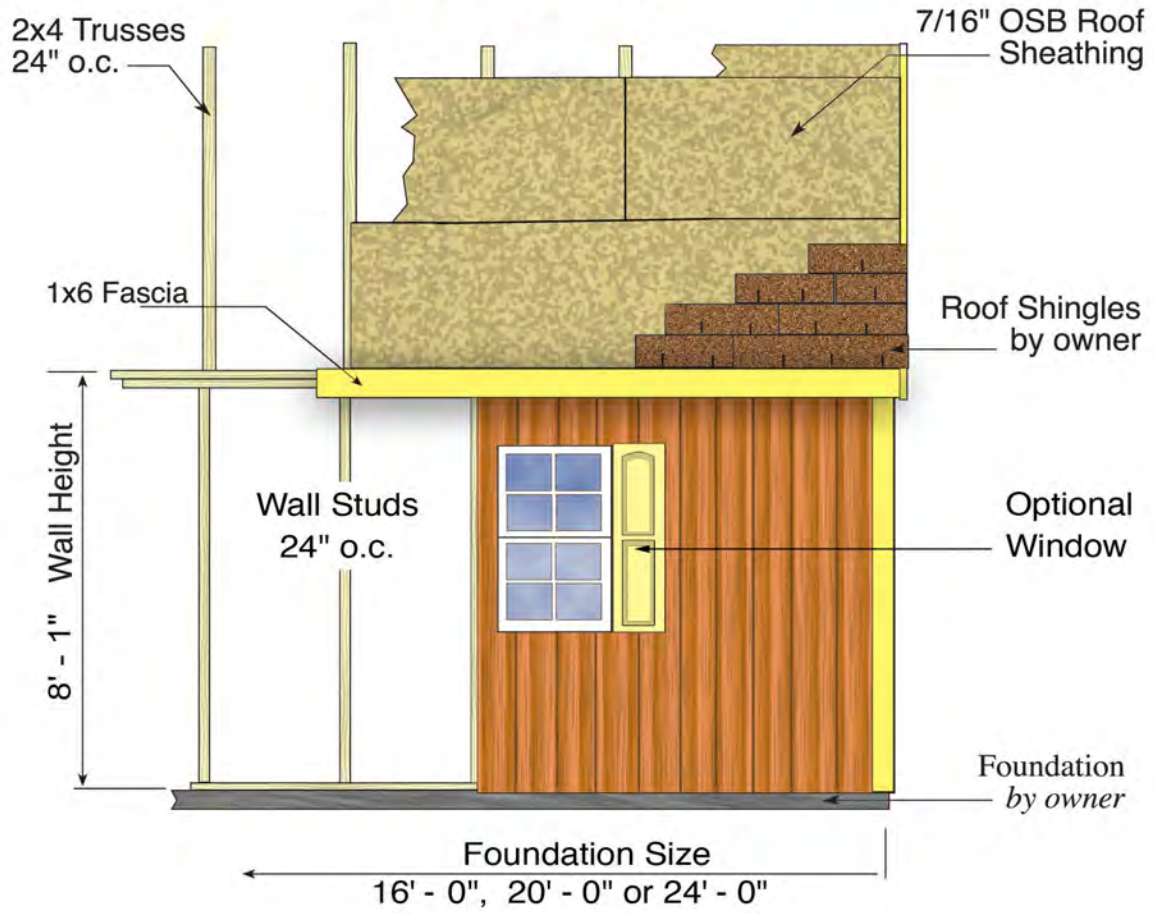 2x4 Trusses
24" o.c.
7/16" OSB Roof
Sheathing
1x6 Fascia
Roof Shingles
by owner
8' - 1" Wall Height
Wall Studs
24" o.c.
Optional
Window
Foundation
by owner
Foundation Size
16' - 0", 20' - 0" or 24' - 0"